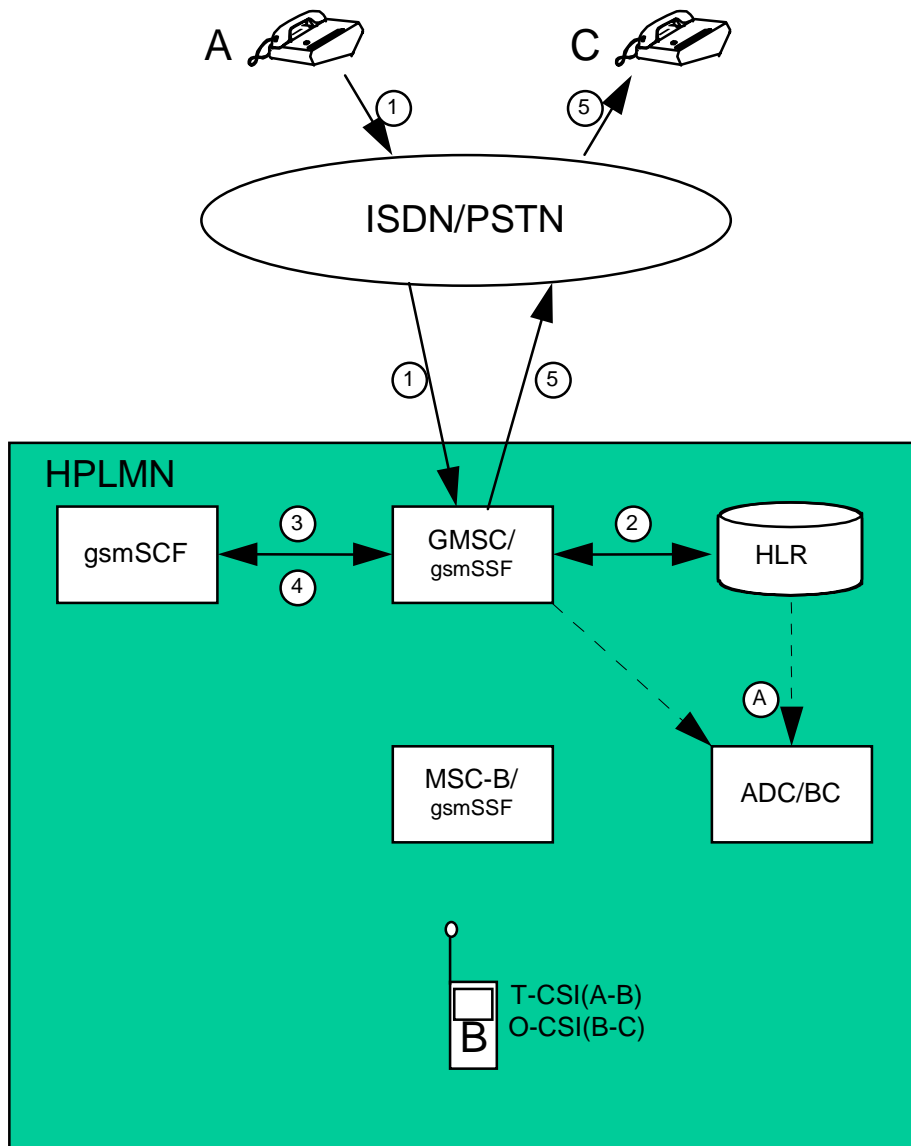 A
C
1
5
ISDN/PSTN
1
5
HPLMN
gsmSCF
3
4
GMSC/
gsmSSF
2
HLR
A
MSC-B/
gsmSSF
ADC/BC
T-CSI(A-B)
O-CSI(B-C)
B